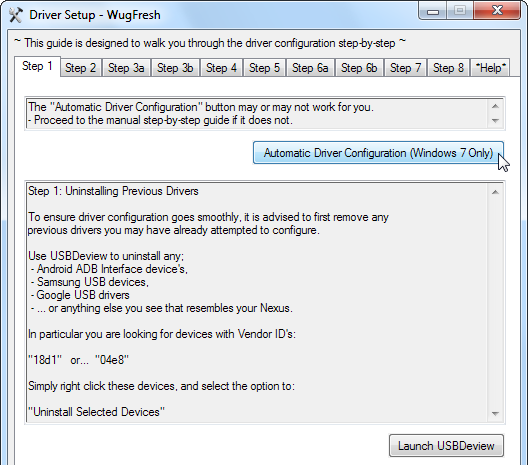 Driver Setup - WugFresh
~ This guide is designed to walk you through the driver configuration step-by-step ~
Step 1 Step 2 Step 3a Step 3b Step 4 Step 5 Step 6a Step 6b Step 7 Step 8 *Help*
The "Automatic Driver Configuration" button may or may not work for you.
- Proceed to the manual step-by-step guide if it does not.
Automatic Driver Configuration (Windows 7 Only)
Step 1: Uninstalling Previous Drivers
To ensure driver configuration goes smoothly, it is advised to first remove any
previous drivers you may have already attempted to configure.
Use USBDeview to uninstall any;
- Android ADB Interface device's,
- Samsung USB devices,
- Google USB drivers
- ... or anything else you see that resembles your Nexus.
In particular you are looking for devices with Vendor ID's:
"18d1" or... "04e8"
Simply right click these devices, and select the option to:
"Uninstall Selected Devices"
Launch USBDeview